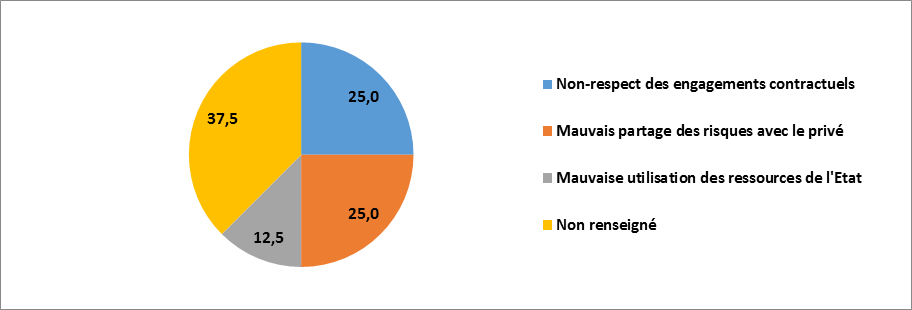 25,0
37,5
25,0
12,5
Non-respect des engagements contractuels
Mauvais partage des risques avec le privé
Mauvaise utilisation des ressources de l'Etat
Non renseigné